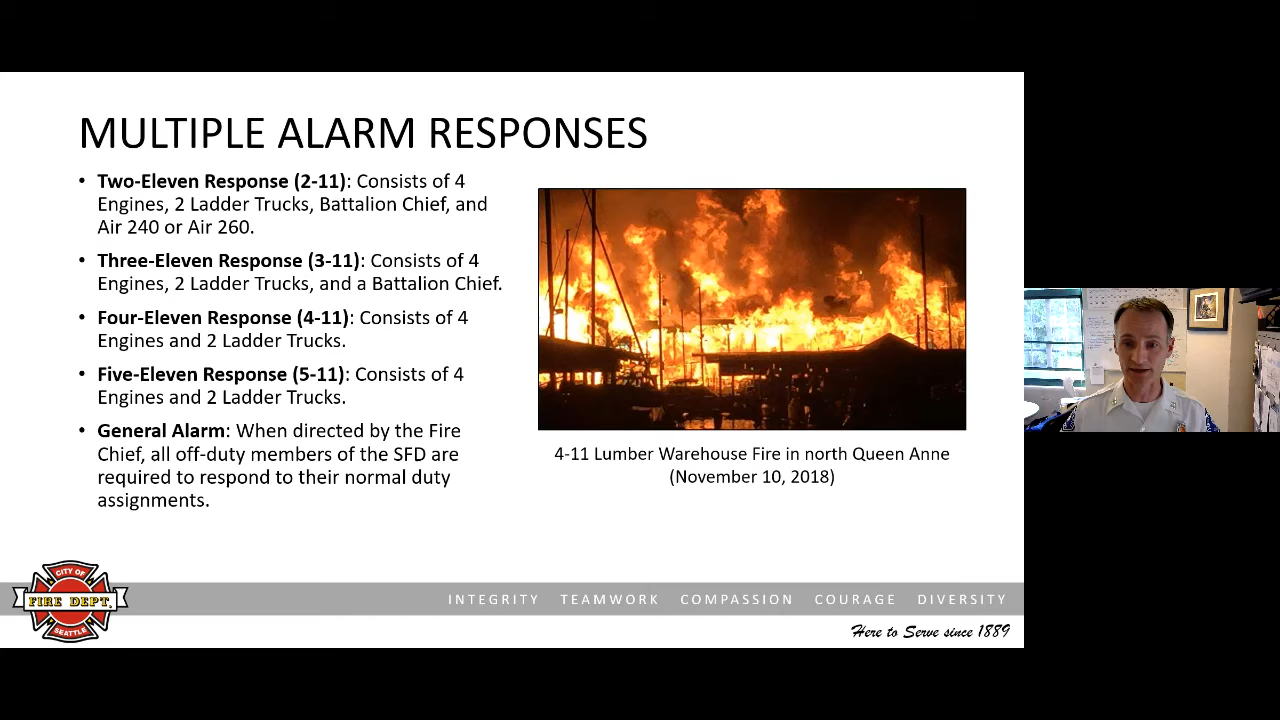 MULTIPLE ALARM RESPONSES
• Two-Eleven Response (2-11): Consists of 4
Engines, 2 Ladder Trucks, Battalion Chief, and
Air 240 or Air 260.
• Three-Eleven Response (3-11): Consists of 4
Engines, 2 Ladder Trucks, and a Battalion Chief.
• Four-Eleven Response (4-11): Consists of 4
Engines and 2 Ladder Trucks.
• Five-Eleven Response (5-11): Consists of 4
Engines and 2 Ladder Trucks.
• General Alarm: When directed by the Fire
Chief, all off-duty members of the SFD are
required to respond to their normal duty
assignments.
4-11 Lumber Warehouse Fire in north Queen Anne
(November 10, 2018)
CITY OF
FIRE DEPT.
SEATTLE
INTEGRITY TEAMWORK COMPASSION COURAGE DIVERSITY
Here to Serve since 1889